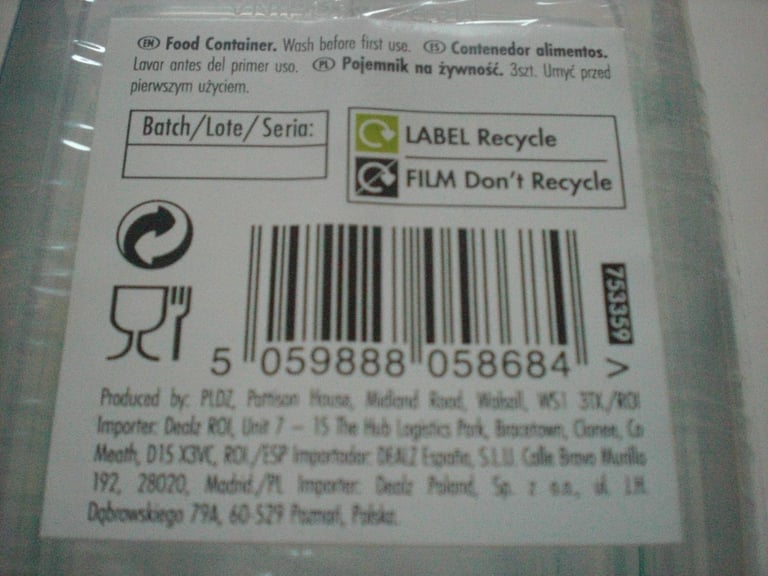 EN Food Container. Wash before first use. ES Contenedor alimentos.
Lavar antes del primer uso. PL Pojemnik na żywność. 3szt. Umyć przed
pierwszym użyciem.
Batch/Lote/Seria:
LABEL Recycle
FILM Don't Recycle
753359
5 059888 058684 >
Produced by: PLDZ, Pattison House, Midland Road, Walsall, WS1 3TX./ROI
Importer: Dealz ROI, Unit 7 – 15 The Hub Logistics Park, Bracetown, Clonee, Co
Meath, D15 X3VC, ROI./ESP Importador: DEALZ España, S.L.U. Calle Bravo Murillo
192, 28020, Madrid./PL Importer: Dealz Poland, Sp. z o.o., ul. J.H.
Dąbrowskiego 79A, 60-529 Poznań, Polska.